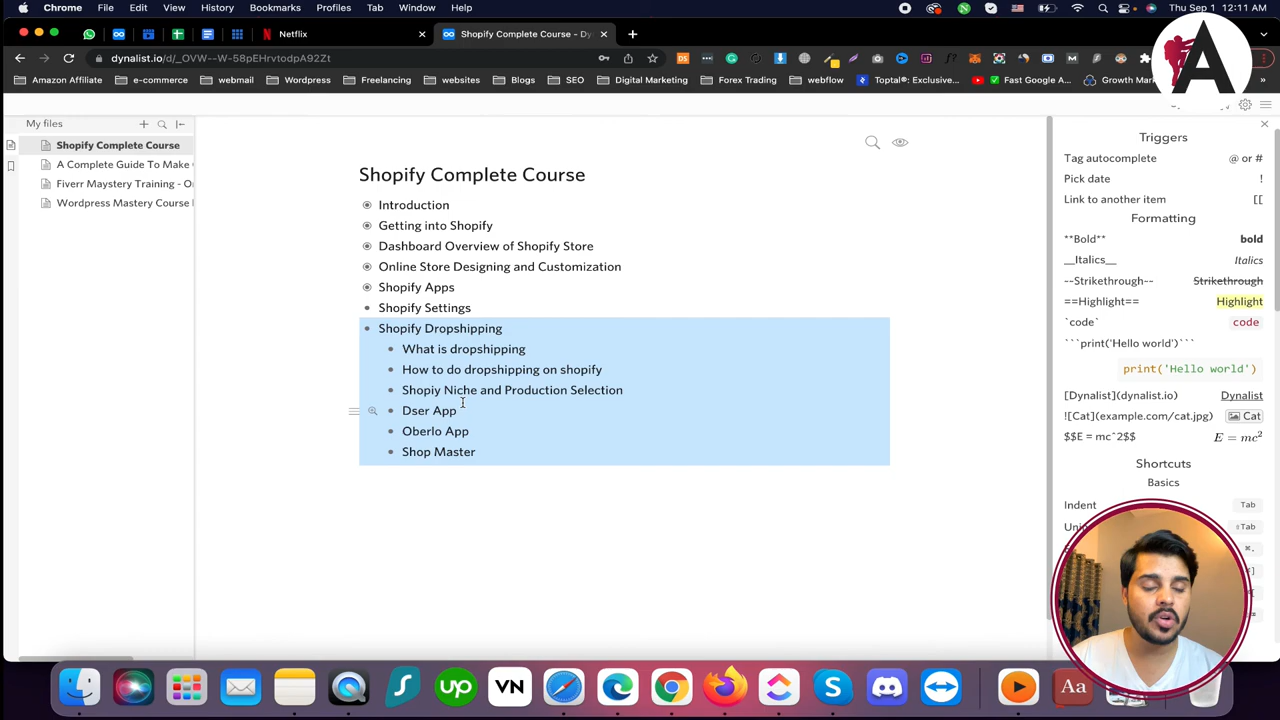 Chrome File Edit View History Bookmarks Profiles Tab Window Help
Thu Sep 1 12:11 AM
Netflix
Shopify Complete Course - Dy
dynalist.io/d/_OVW--W-58pEHrvtodpA92Zt
Amazon Affiliate e-commerce webmail Wordpress Freelancing websites Blogs SEO Digital Marketing Forex Trading webflow Toptal®: Exclusive... Fast Google A... Growth Mark
A
My files
Shopify Complete Course
A Complete Guide To Make
Fiverr Maystery Training - O
Wordpress Mastery Course
Shopify Complete Course
Introduction
Getting into Shopify
Dashboard Overview of Shopify Store
Online Store Designing and Customization
Shopify Apps
Shopify Settings
Shopify Dropshipping
What is dropshipping
How to do dropshipping on shopify
Shopiy Niche and Production Selection
Dser App
Oberlo App
Shop Master
Triggers
Tag autocomplete @ or #
Pick date !
Link to another item [[
Formatting
**Bold** bold
__Italics__ Italics
~~Strikethrough~~ Strikethrough
==Highlight== Highlight
`code` code
```print('Hello world')```
print('Hello world')
[Dynalist](dynalist.io) Dynalist
![Cat](example.com/cat.jpg) Cat
$$E = mc^2$$ E = mc²
Shortcuts
Basics
Indent Tab
⇧Tab
up
VN
Aa